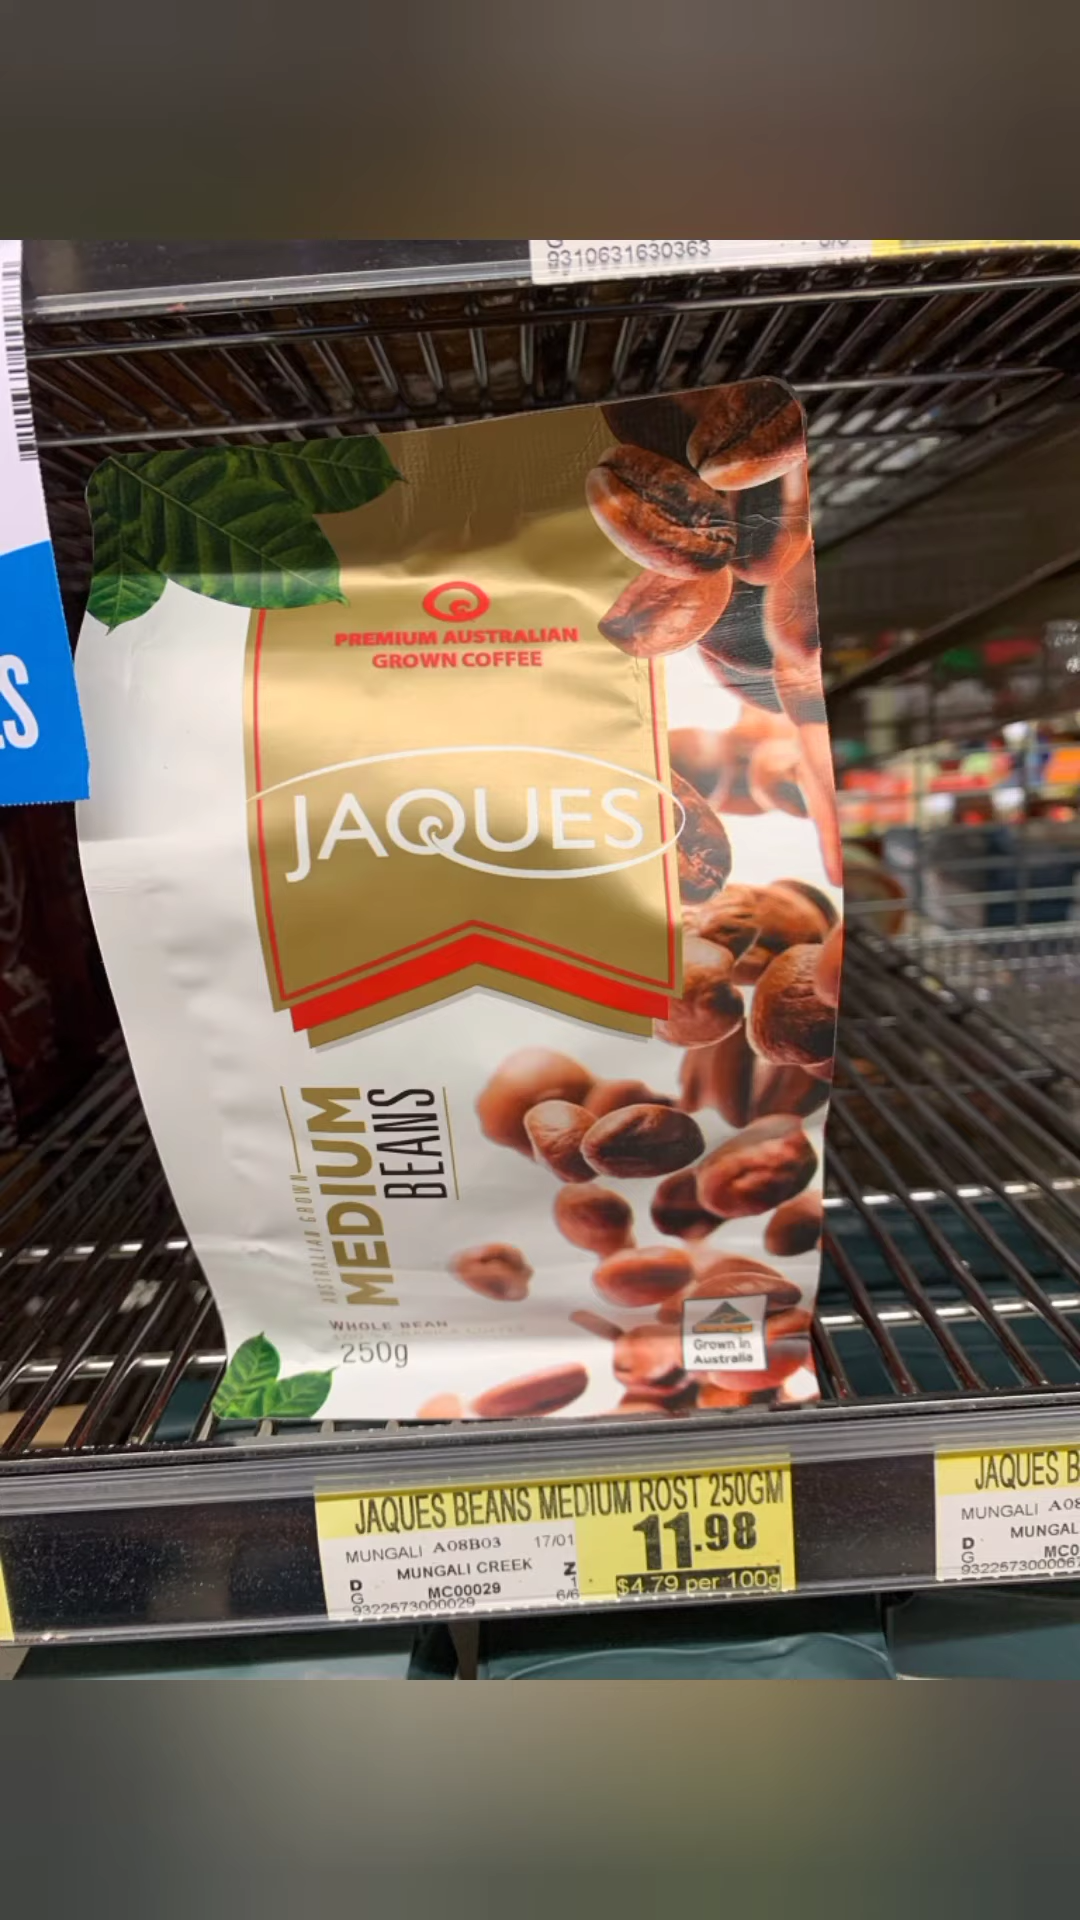 9310631630363
S
PREMIUM AUSTRALIAN
GROWN COFFEE
JAQUES
AUSTRALIAN GROWN
MEDIUM
BEANS
WHOLE BEAN
250g
Grown in
Australia
JAQUES BEANS MEDIUM ROST 250GM
MUNGALI A08B03 17/01
11.98
MUNGALI CREEK Z
D MC00029 1
G 6/6
9322573000029
$4.79 per 100g
JAQUES B
MUNGALI A08
MUNGAL
D MC0
G